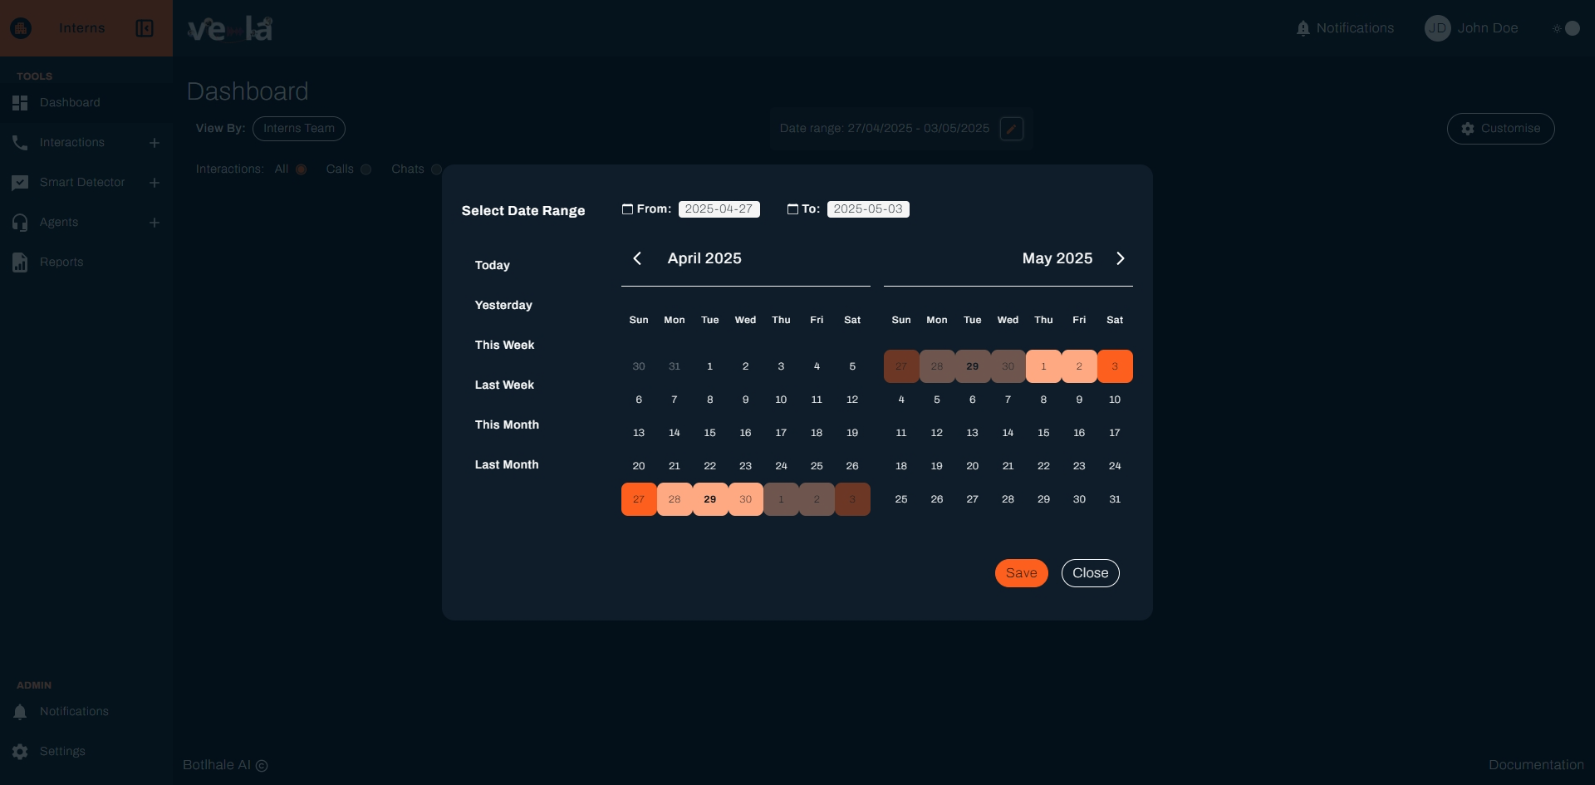 Interns
vela
Notifications
JD
John Doe
TOOLS
Dashboard
Interactions
Smart Detector
Agents
Reports
ADMIN
Notifications
Settings
Dashboard
View By: Interns Team
Date range: 27/04/2025 - 03/05/2025
Customise
Interactions: All Calls Chats
Select Date Range
From: 2025-04-27 To: 2025-05-03
Today
Yesterday
This Week
Last Week
This Month
Last Month
April 2025
Sun Mon Tue Wed Thu Fri Sat
30 31 1 2 3 4 5
6 7 8 9 10 11 12
13 14 15 16 17 18 19
20 21 22 23 24 25 26
27 28 29 30 1 2 3
May 2025
Sun Mon Tue Wed Thu Fri Sat
27 28 29 30 1 2 3
4 5 6 7 8 9 10
11 12 13 14 15 16 17
18 19 20 21 22 23 24
25 26 27 28 29 30 31
Save Close
Botlhale AI ©
Documentation